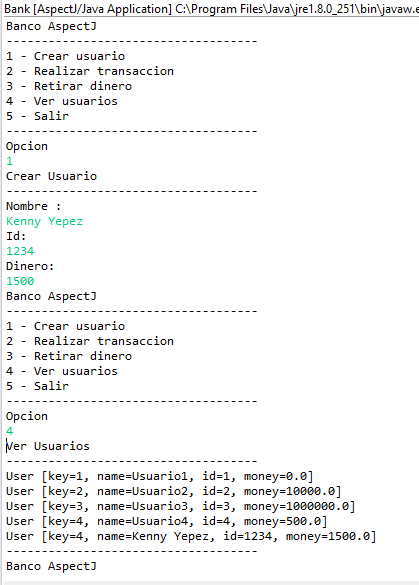 Bank [AspectJ/Java Application] C:\Program Files\Java\jre1.8.0_251\bin\javaw.e
Banco AspectJ
-----------------------------------
1 - Crear usuario
2 - Realizar transaccion
3 - Retirar dinero
4 - Ver usuarios
5 - Salir
-----------------------------------
Opcion
1
Crear Usuario
-----------------------------------
Nombre :
Kenny Yepez
Id:
1234
Dinero:
1500
Banco AspectJ
-----------------------------------
1 - Crear usuario
2 - Realizar transaccion
3 - Retirar dinero
4 - Ver usuarios
5 - Salir
-----------------------------------
Opcion
4
Ver Usuarios
-----------------------------------
User [key=1, name=Usuario1, id=1, money=0.0]
User [key=2, name=Usuario2, id=2, money=10000.0]
User [key=3, name=Usuario3, id=3, money=1000000.0]
User [key=4, name=Usuario4, id=4, money=500.0]
User [key=4, name=Kenny Yepez, id=1234, money=1500.0]
-----------------------------------
Banco AspectJ